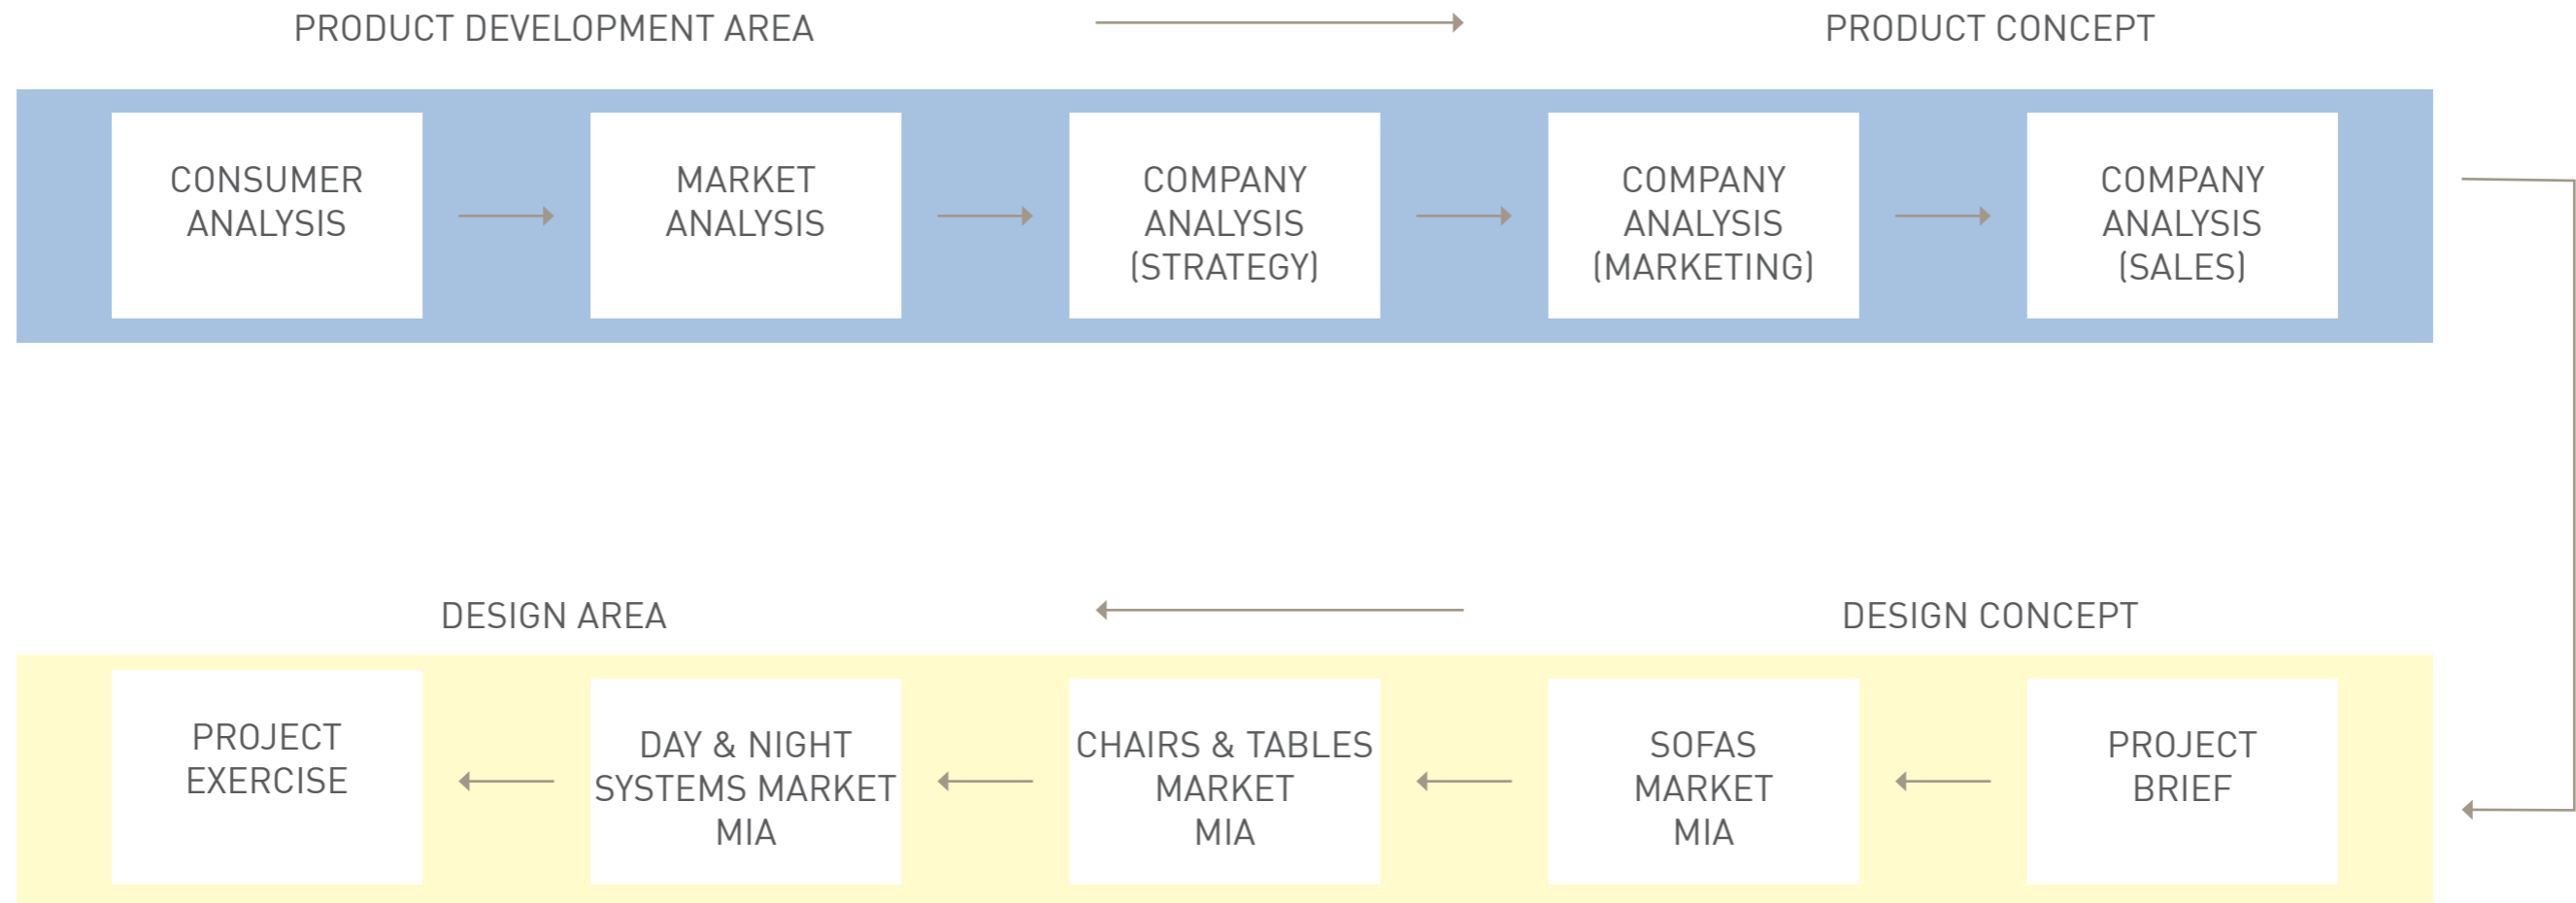 PRODUCT DEVELOPMENT AREA
PRODUCT CONCEPT
CONSUMER
ANALYSIS
MARKET
ANALYSIS
COMPANY
ANALYSIS
(STRATEGY)
COMPANY
ANALYSIS
(MARKETING)
COMPANY
ANALYSIS
(SALES)
DESIGN AREA
DESIGN CONCEPT
PROJECT
EXERCISE
DAY & NIGHT
SYSTEMS MARKET
MIA
CHAIRS & TABLES
MARKET
MIA
SOFAS
MARKET
MIA
PROJECT
BRIEF